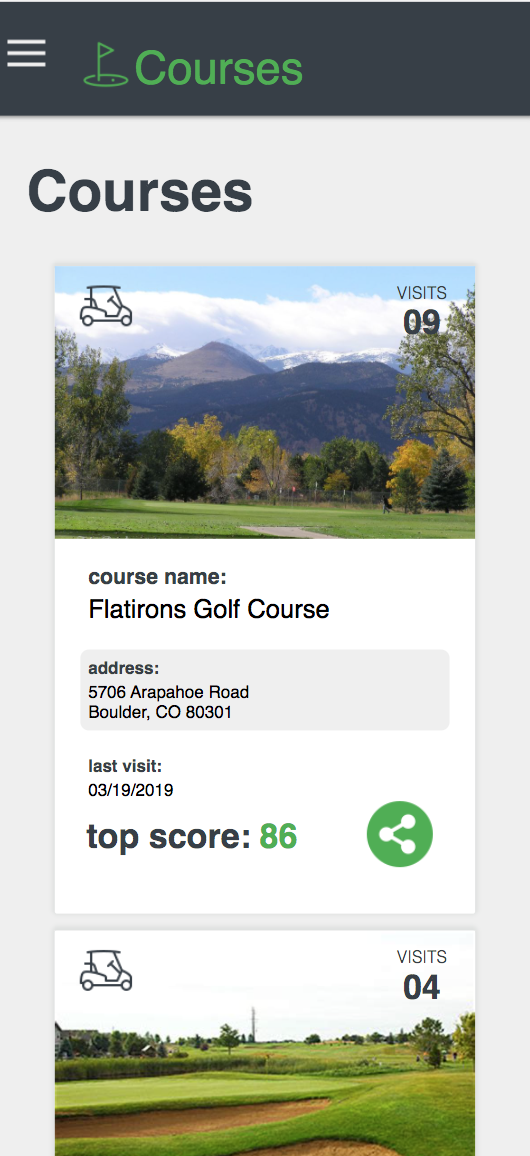 Courses
Courses
VISITS
09
course name:
Flatirons Golf Course
address:
5706 Arapahoe Road
Boulder, CO 80301
last visit:
03/19/2019
top score: 86
VISITS
04